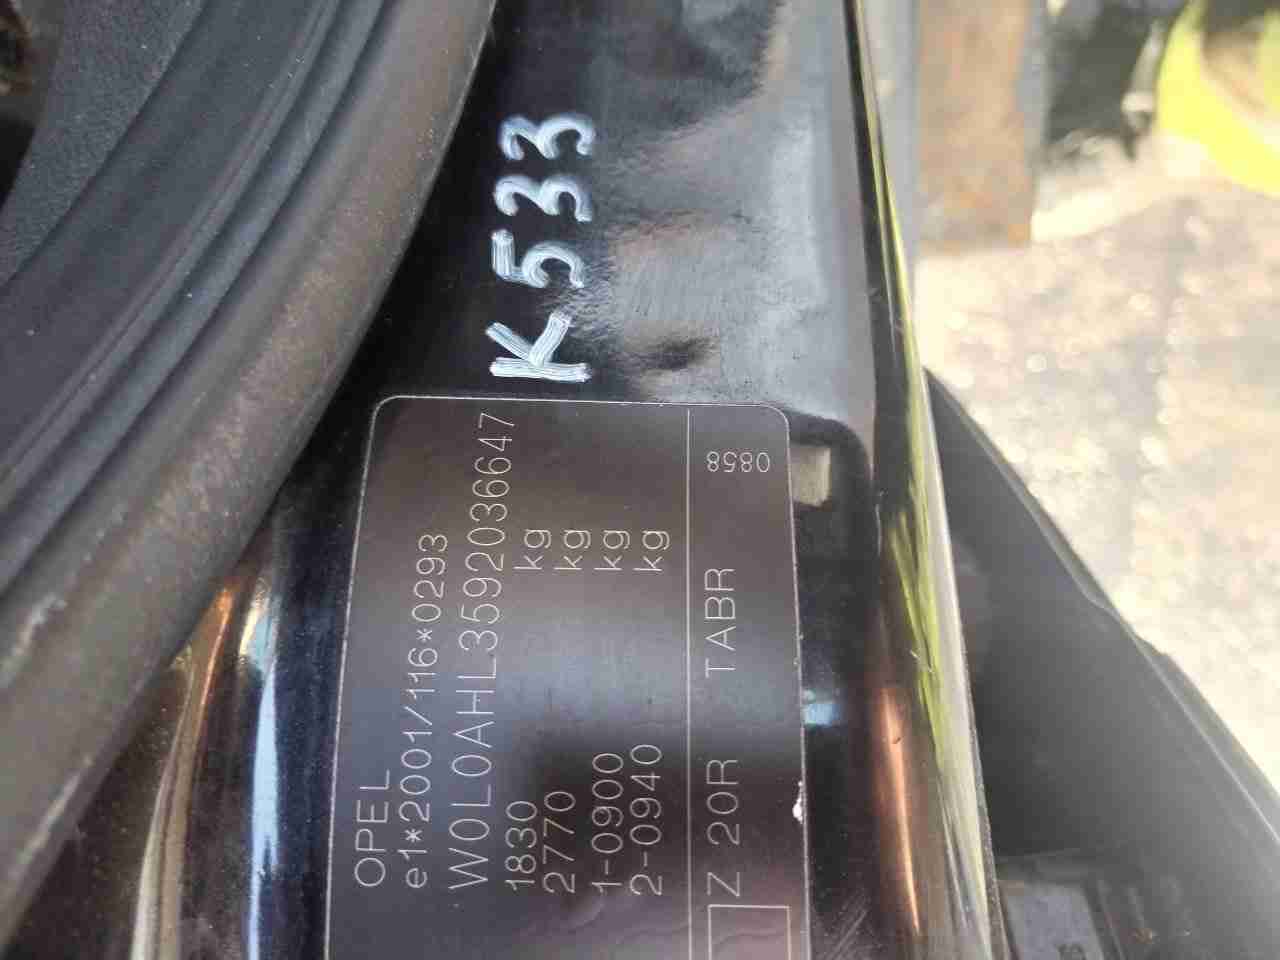 K533
OPEL
e1*2001/116*0293
W0L0AHL3592036647
1830 kg
2770 kg
1-0900 kg
2-0940 kg
Z 20R TABR 0858